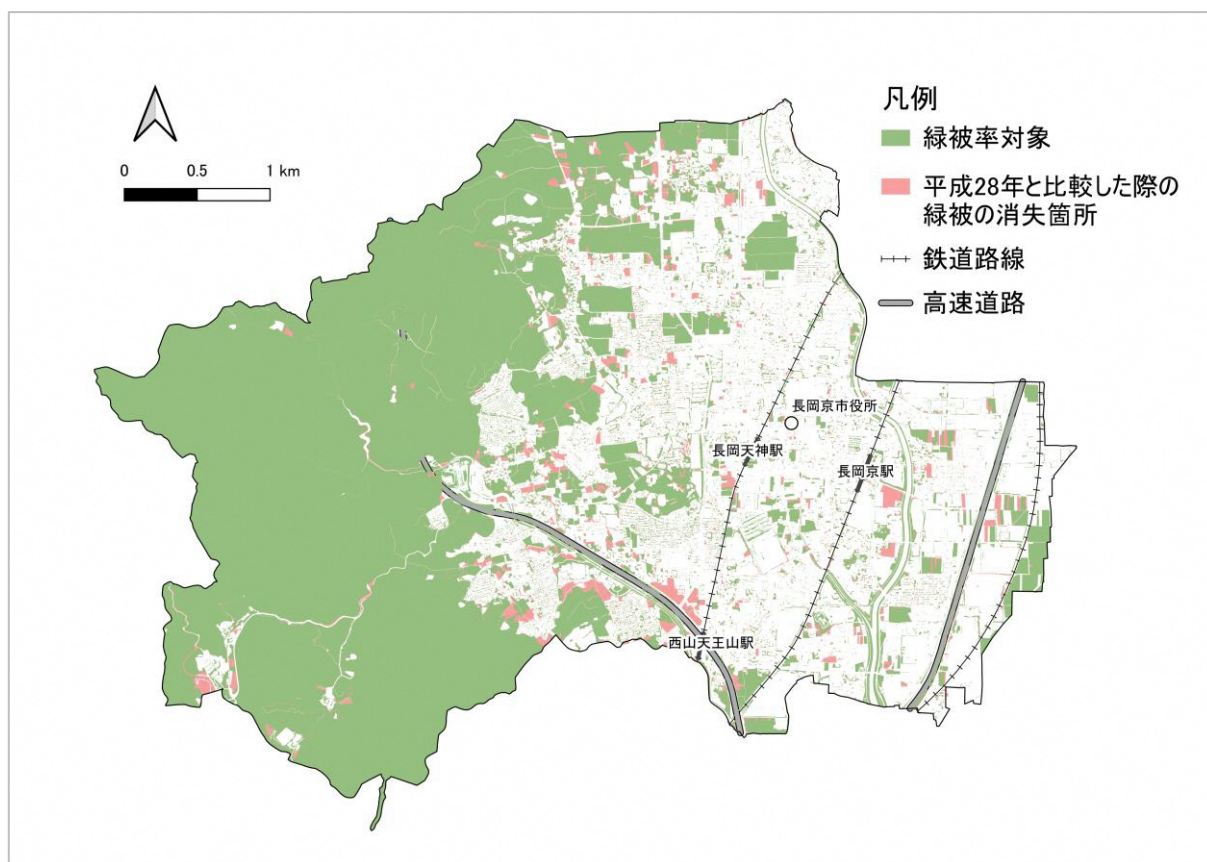 0 0.5 1 km
凡例
緑被率対象
平成28年と比較した際の
緑被の消失箇所
鉄道路線
高速道路
長岡京市役所
長岡天神駅
長岡京駅
西山天王山駅